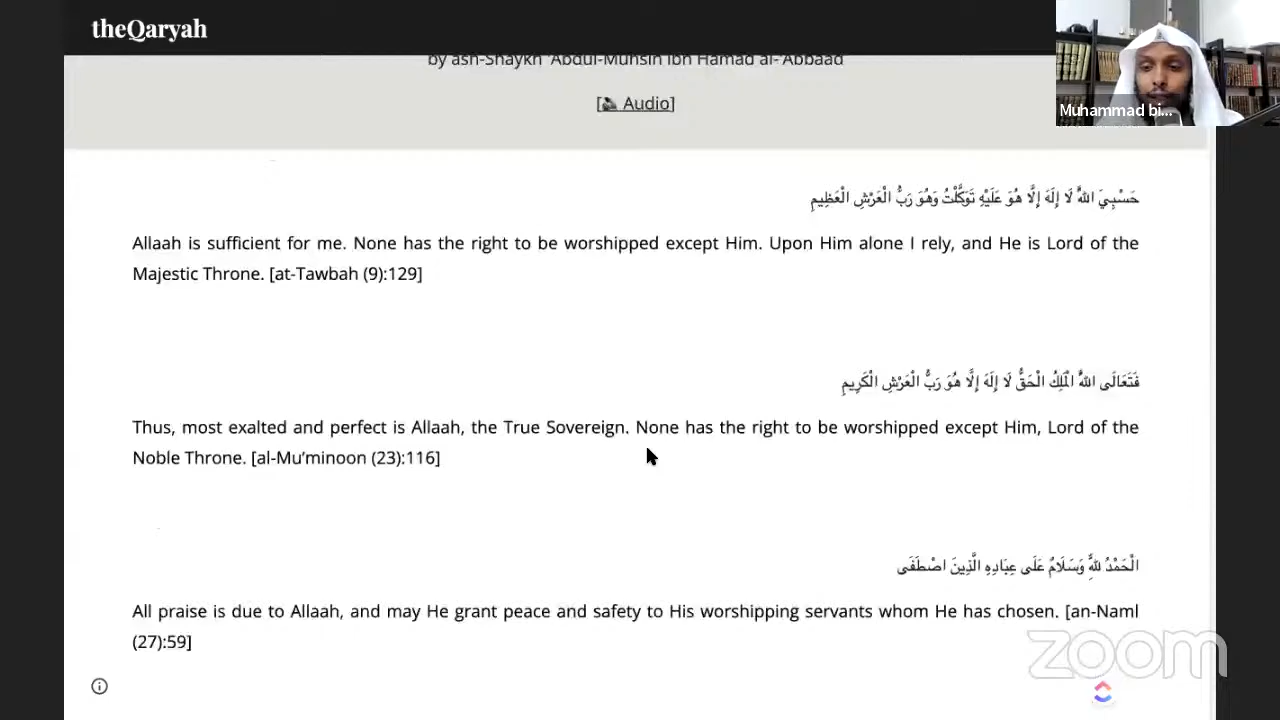 theQaryah
by ash-Shaykh 'Abdul-Muhsin ibn Hamad al-'Abbaad
[🔊 Audio]
Muhammad bi...
حَسْبِيَ اللهُ لَا إِلَهَ إِلَّا هُوَ عَلَيْهِ تَوَكَّلْتُ وَهُوَ رَبُّ الْعَرْشِ الْعَظِيمِ
Allaah is sufficient for me. None has the right to be worshipped except Him. Upon Him alone I rely, and He is Lord of the
Majestic Throne. [at-Tawbah (9):129]
فَتَعَالَى اللهُ الْمَلِكُ الْحَقُّ لَا إِلَهَ إِلَّا هُوَ رَبُّ الْعَرْشِ الْكَرِيمِ
Thus, most exalted and perfect is Allaah, the True Sovereign. None has the right to be worshipped except Him, Lord of the
Noble Throne. [al-Mu’minoon (23):116]
الْحَمْدُ لِلَّهِ وَسَلَامٌ عَلَى عِبَادِهِ الَّذِينَ اصْطَفَى
All praise is due to Allaah, and may He grant peace and safety to His worshipping servants whom He has chosen. [an-Naml
(27):59]
zoom